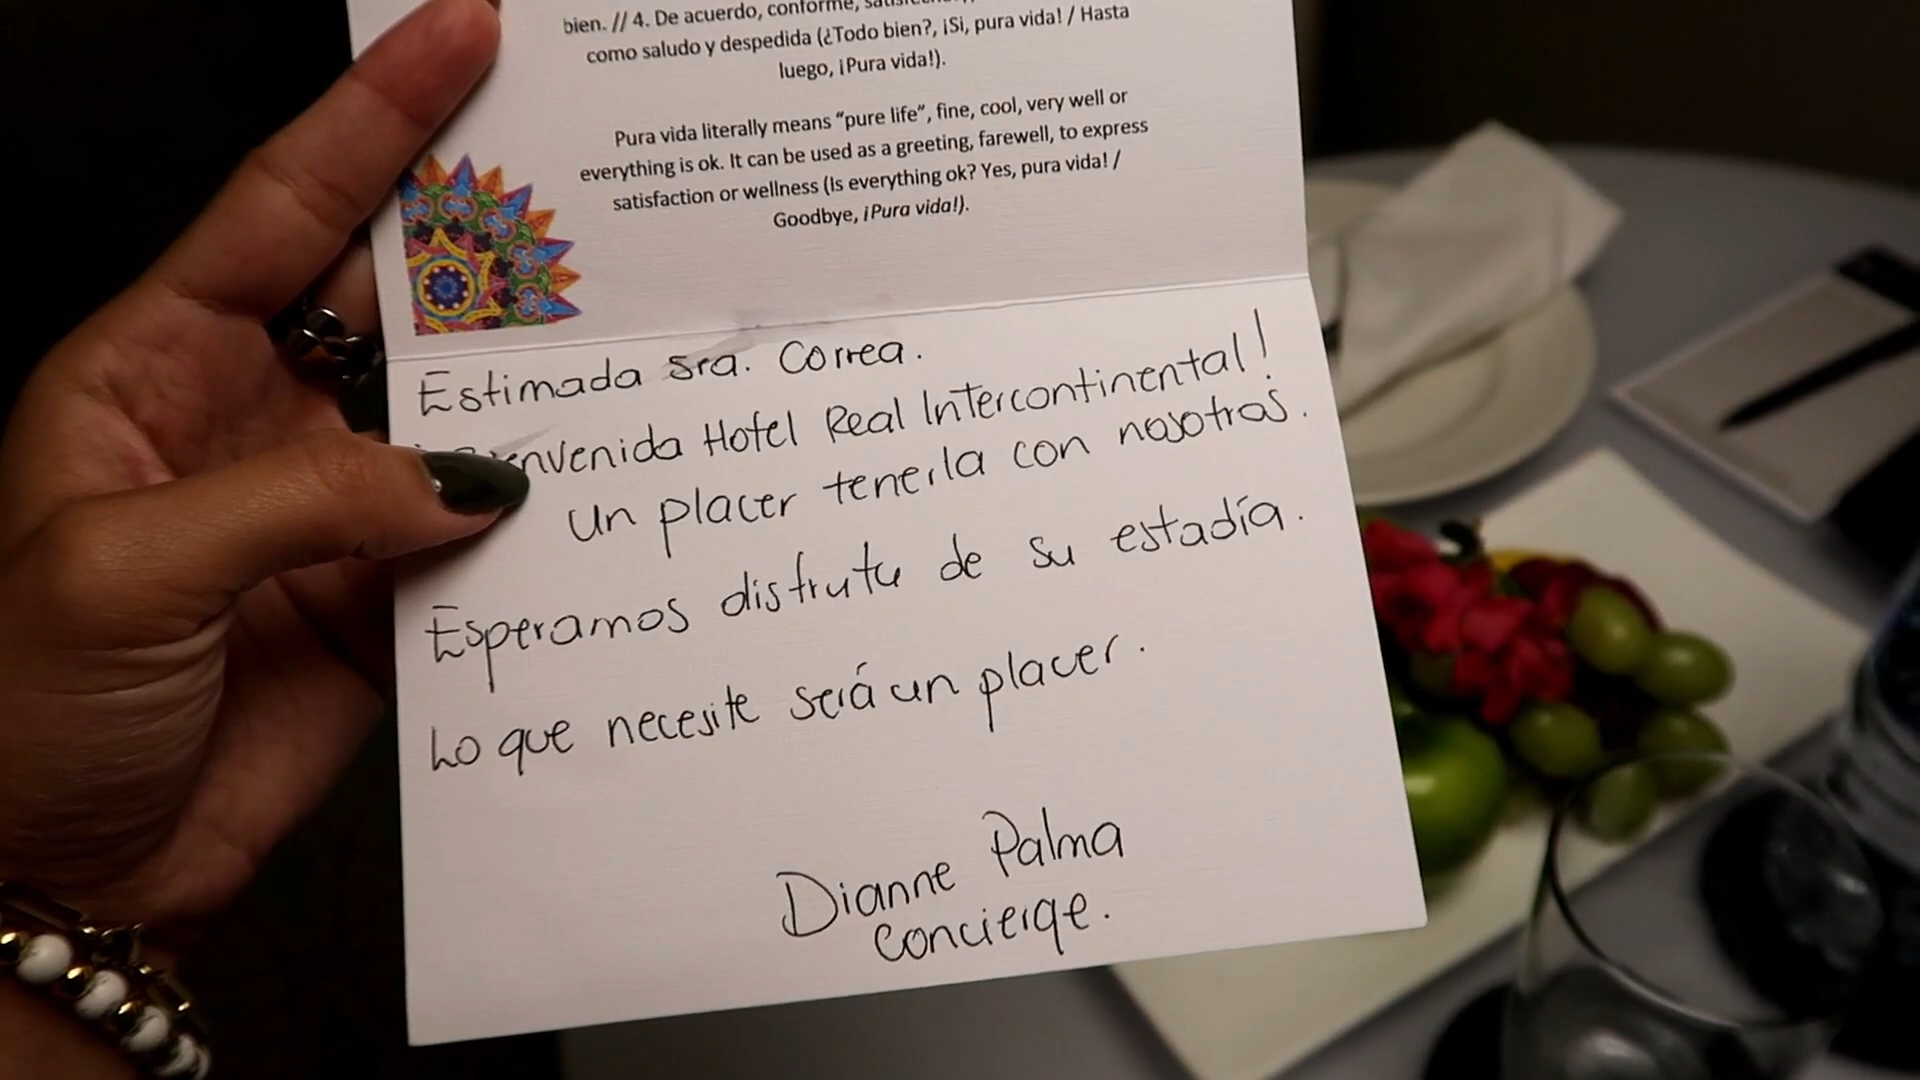 bien. // 4. De acuerdo, conforme,
como saludo y despedida (¿Todo bien?, ¡Si, pura vida! / Hasta
luego, ¡Pura vida!).
Pura vida literally means “pure life”, fine, cool, very well or
everything is ok. It can be used as a greeting, farewell, to express
satisfaction or wellness (Is everything ok? Yes, pura vida! /
Goodbye, ¡Pura vida!).
Estimada Sra. Correa.
Hotel Real Intercontinental!
un placer tenerla con nosotros.
Esperamos disfrute de su estadía.
Lo que necesite será un placer.
Dianne Palma
Concierge.